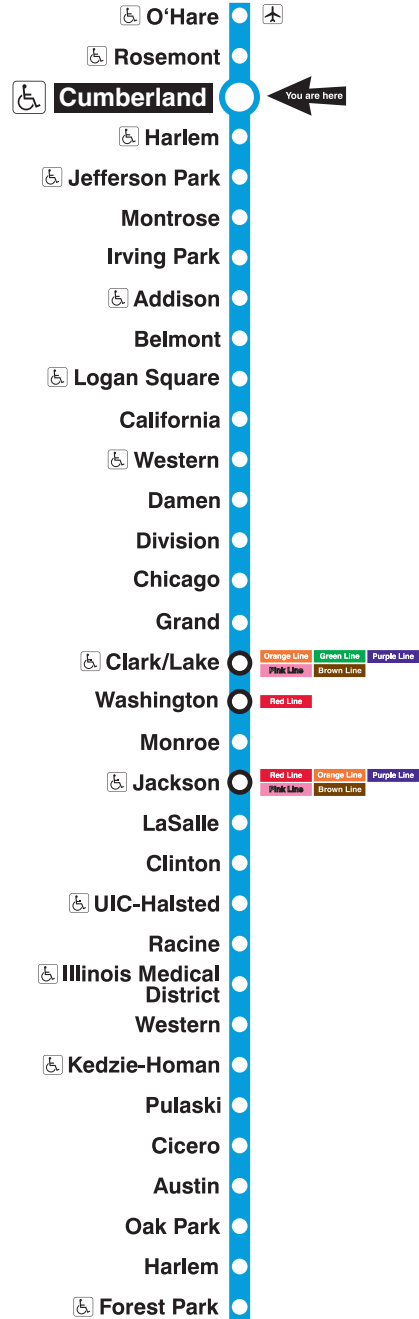 O‘Hare
Rosemont
Cumberland
You are here
Harlem
Jefferson Park
Montrose
Irving Park
Addison
Belmont
Logan Square
California
Western
Damen
Division
Chicago
Grand
Clark/Lake
Orange Line Green Line Purple Line
Pink Line Brown Line
Washington
Red Line
Monroe
Jackson
Red Line Orange Line Purple Line
Pink Line Brown Line
LaSalle
Clinton
UIC-Halsted
Racine
Illinois Medical
District
Western
Kedzie-Homan
Pulaski
Cicero
Austin
Oak Park
Harlem
Forest Park